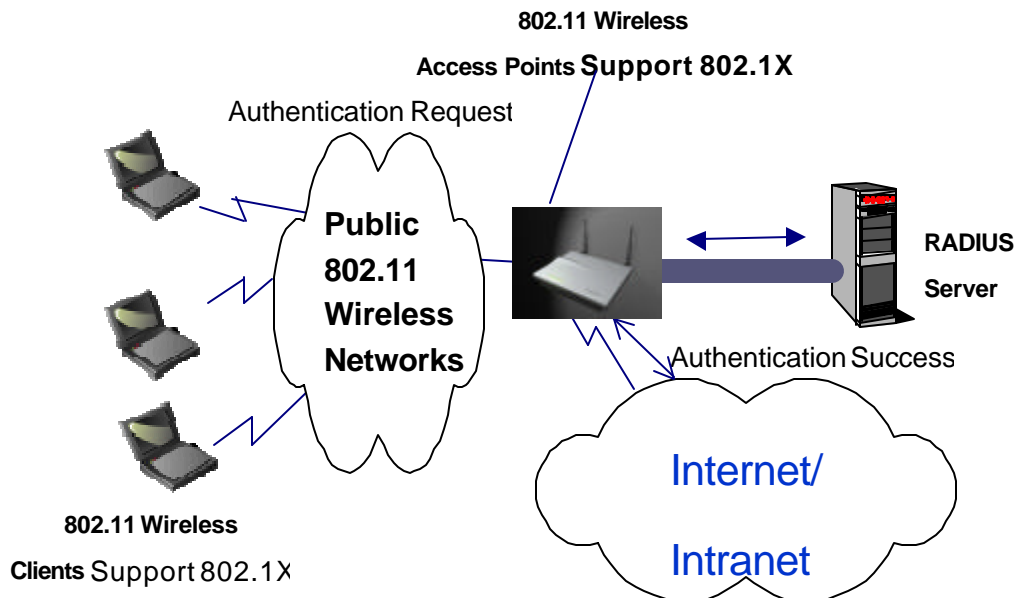 802.11 Wireless
Access Points Support 802.1X
Authentication Request
Public
802.11
Wireless
Networks
RADIUS
Server
Authentication Success
Internet/
Intranet
802.11 Wireless
Clients Support 802.1X